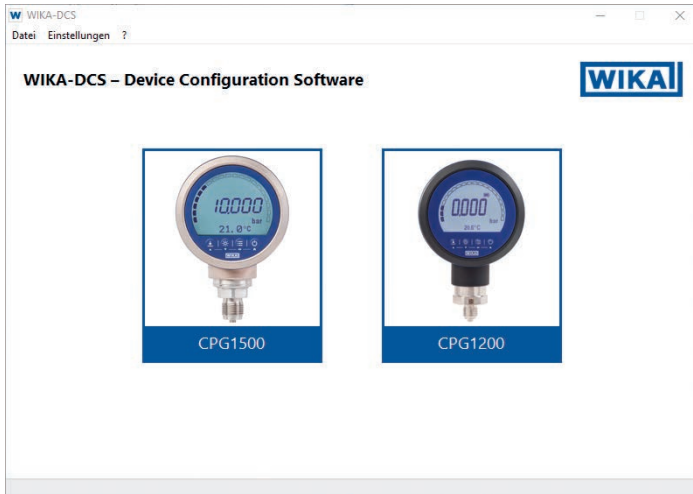 WIKA-DCS
Datei Einstellungen ?
WIKA-DCS – Device Configuration Software
WIKA
10.000
bar
21.0°C
WIKA
0.000
bar
CPG1500
CPG1200